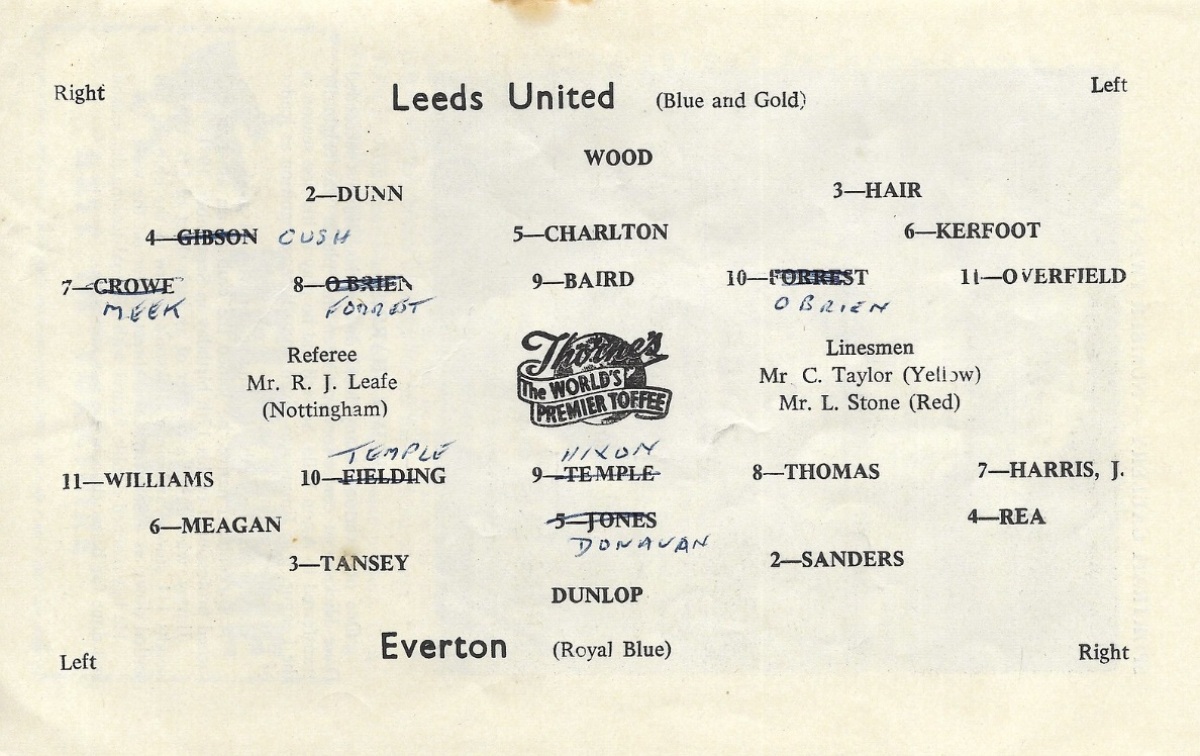 Right Leeds United (Blue and Gold) Left
WOOD
2—DUNN 3—HAIR
4—GIBSON CUSH 5—CHARLTON 6—KERFOOT
7—CROWE 8—O'BRIEN 9—BAIRD 10—FORREST 11—OVERFIELD
MEEK FORREST O BRIEN
Referee Linesmen
Mr. R. J. Leafe Mr. C. Taylor (Yellow)
(Nottingham) Mr. L. Stone (Red)
Thorne's
The WORLD'S
PREMIER TOFFEE
TEMPLE HIXON
11—WILLIAMS 10—FIELDING 9—TEMPLE 8—THOMAS 7—HARRIS, J.
6—MEAGAN 5—JONES 4—REA
DONAVAN
3—TANSEY 2—SANDERS
DUNLOP
Left Everton (Royal Blue) Right